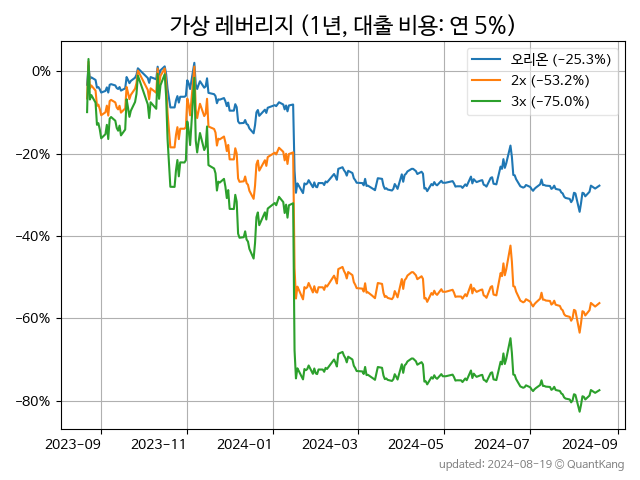 가상 레버리지 (1년, 대출 비용: 연 5%)
오리온 (−25.3%)
2x (−53.2%)
3x (−75.0%)
0%
−20%
−40%
−60%
−80%
2023-09
2023-11
2024-01
2024-03
2024-05
2024-07
2024-09
updated: 2024-08-19 © QuantKang